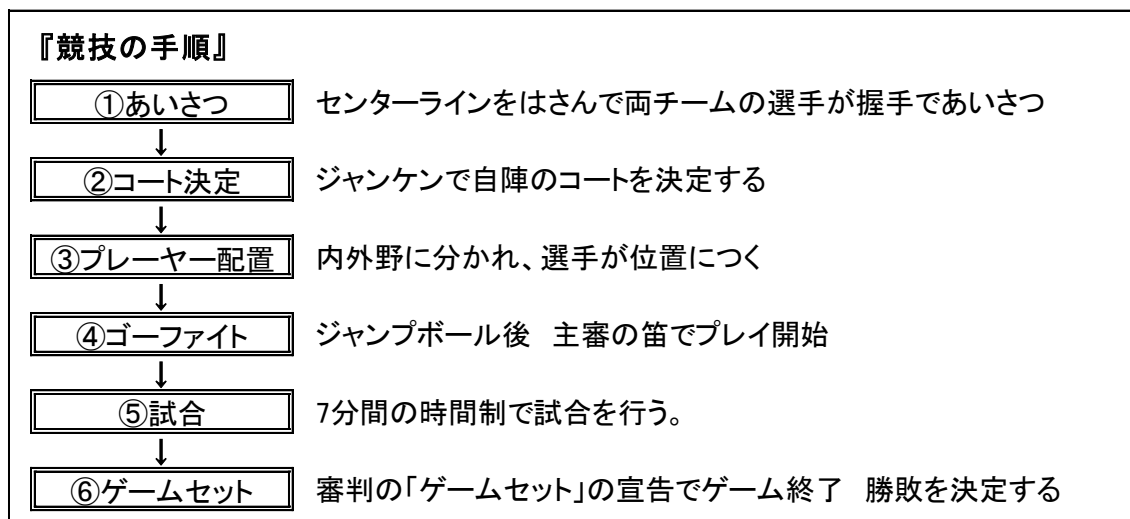 『競技の手順』
①あいさつ センターラインをはさんで両チームの選手が握手であいさつ
↓
②コート決定 ジャンケンで自陣のコートを決定する
↓
③プレーヤー配置 内外野に分かれ、選手が位置につく
↓
④ゴーファイト ジャンプボール後 主審の笛でプレイ開始
↓
⑤試合 7分間の時間制で試合を行う。
↓
⑥ゲームセット 審判の「ゲームセット」の宣告でゲーム終了 勝敗を決定する